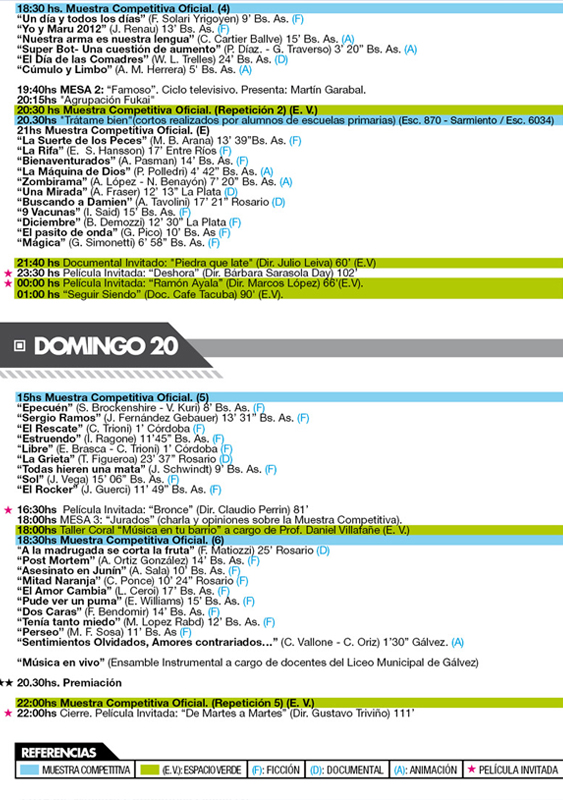 18:30 hs. Muestra Competitiva Oficial. (4)
“Un día y todos los días” (F. Solari Yrigoyen) 9’ Bs. As. (F)
“Yo y Maru 2012” (J. Renau) 13’ Bs. As. (F)
“Nuestra arma es nuestra lengua” (C. Cartier Ballve) 15’ Bs. As. (A)
“Super Bot- Una cuestión de aumento” (P. Díaz. - G. Traverso) 3’ 20” Bs. As. (A)
“El Día de las Comadres” (W. L. Trelles) 24’ Bs. As. (D)
“Cúmulo y Limbo” (A. M. Herrera) 5’ Bs. As. (A)
19:40hs MESA 2: “Famoso”. Ciclo televisivo. Presenta: Martín Garabal.
20:15hs “Agrupación Fukai”
20:30 hs Muestra Competitiva Oficial. (Repetición 2) (E. V.)
20.30hs "Trátame bien"(cortos realizados por alumnos de escuelas primarias) (Esc. 870 - Sarmiento / Esc. 6034)
21hs Muestra Competitiva Oficial. (E)
“La Suerte de los Peces” (M. B. Arana) 13’ 39”Bs. As. (F)
“La Rifa” (E. S. Hansson) 17’ Entre Ríos (F)
“Bienaventurados” (A. Pasman) 14’ Bs. As. (F)
“La Máquina de Dios” (P. Polledri) 4’ 42” Bs. As. (A)
“Zombirama” (A. López - N. Benayón) 7’ 20” Bs. As. (A)
“Una Mirada” (A. Fraser) 12’ 13” La Plata (D)
“Buscando a Damien” (A. Tavolini) 17’ 21” Rosario (D)
“9 Vacunas” (I. Said) 15’ Bs. As. (F)
“Diciembre” (B. Demozzi) 12’ 30” La Plata (F)
“El pasito de onda” (G. Pico) 10’ Bs. As (F)
“Mágica” (G. Simonetti) 6’ 58” Bs. As. (F)
21:40 hs Documental Invitado: "Piedra que late" (Dir. Julio Leiva) 60’ (E.V)
★ 23:30 hs Película Invitada: “Deshora” (Dir. Bárbara Sarasola Day) 102’
★ 00:00 hs Película Invitada: “Ramón Ayala” (Dir. Marcos López) 66’(E.V).
01:00 hs “Seguir Siendo” (Doc. Cafe Tacuba) 90’ (E.V).
DOMINGO 20
15hs Muestra Competitiva Oficial. (5)
“Epecuén” (S. Brockenshire - V. Kuri) 8’ Bs. As. (F)
“Sergio Ramos” (J. Fernández Gebauer) 13’ 31” Bs. As. (F)
“El Rescate” (C. Trioni) 1’ Córdoba (F)
“Estruendo” (I. Ragone) 11’45” Bs. As (F)
“Libre” (E. Brasca - C. Trioni) 1’ Córdoba (F)
“La Grieta” (T. Figueroa) 23’ 37” Rosario (D)
“Todas hieren una mata” (J. Schwindt) 9’ Bs. As. (F)
“Sol” (J. Vega) 15’ 06” Bs. As. (F)
“El Rocker” (J. Guerci) 11’ 49” Bs. As. (F)
★ 16:30hs Película Invitada: “Bronce” (Dir. Claudio Perrin) 81’
18:00hs MESA 3: “Jurados” (charla y opiniones sobre la Muestra Competitiva).
18:00hs Taller Coral “Música en tu barrio” a cargo de Prof. Daniel Villafañe (E. V.)
18:30hs Muestra Competitiva Oficial. (6)
"A la madrugada se corta la fruta” (F. Matiozzi) 25’ Rosario (D)
“Post Mortem” (A. Ortiz González) 14’ Bs. As. (F)
“Asesinato en Junín” (A. Sala) 10’ Bs. As. (F)
“Mitad Naranja” (C. Ponce) 10’ 24” Rosario (F)
“El Amor Cambia” (L. Ceroi) 17’ Bs. As. (F)
“Pude ver un puma” (E. Williams) 15’ Bs. As. (F)
“Dos Caras” (F. Bendomir) 14’ Bs. As. (F)
“Tenía tanto miedo” (M. Lopez Rabd) 12’ Bs. As. (F)
“Perseo” (M. F. Sosa) 11’ Bs. As (F)
“Sentimientos Olvidados, Amores contrariados...” (C. Vallone - C. Oriz) 1’30” Gálvez. (A)
“Música en vivo” (Ensamble Instrumental a cargo de docentes del Liceo Municipal de Gálvez)
★★ 20.30hs. Premiación
22:00hs Muestra Competitiva Oficial. (Repetición 5) (E. V.)
★ 22:00hs Cierre. Película Invitada: “De Martes a Martes” (Dir. Gustavo Triviño) 111’
REFERENCIAS
MUESTRA COMPETITIVA (E.V.): ESPACIO VERDE (F): FICCIÓN (D): DOCUMENTAL (A): ANIMACIÓN ★ PELÍCULA INVITADA